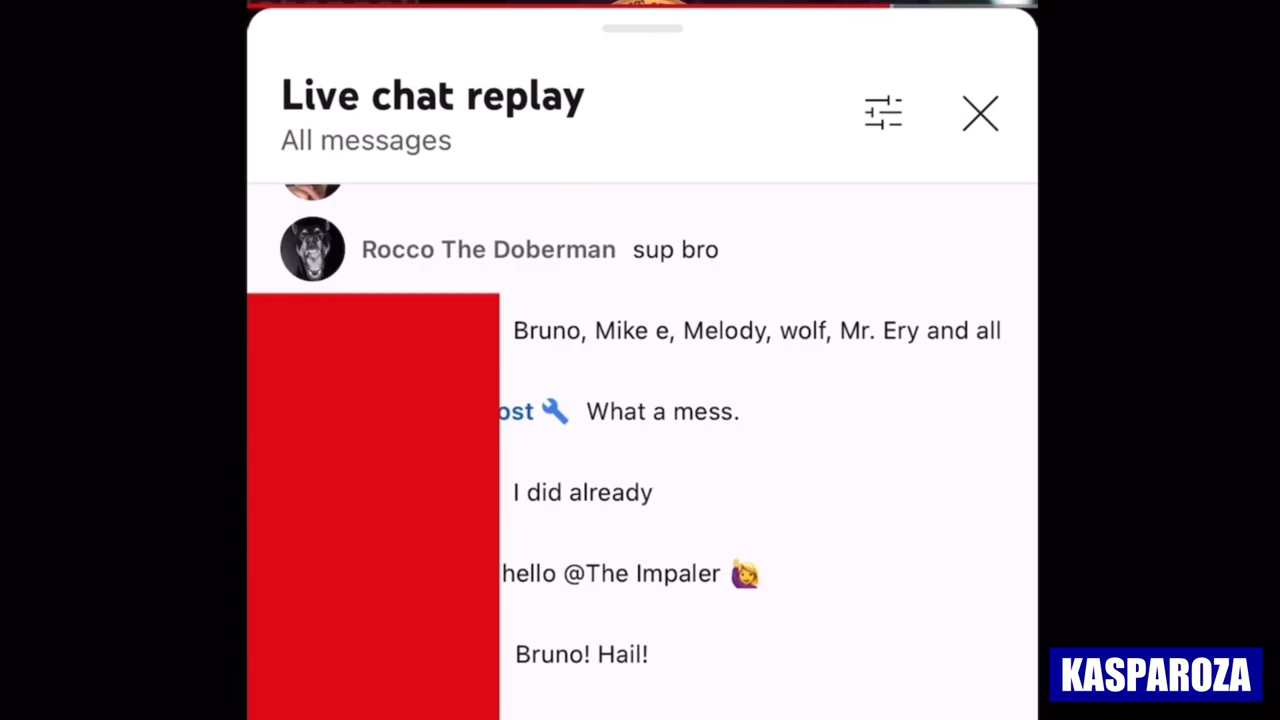 Live chat replay
All messages
Rocco The Doberman sup bro
Bruno, Mike e, Melody, wolf, Mr. Ery and all
ost 🔧 What a mess.
I did already
hello @The Impaler 🙋‍♀️
Bruno! Hail!
KASPAROZA